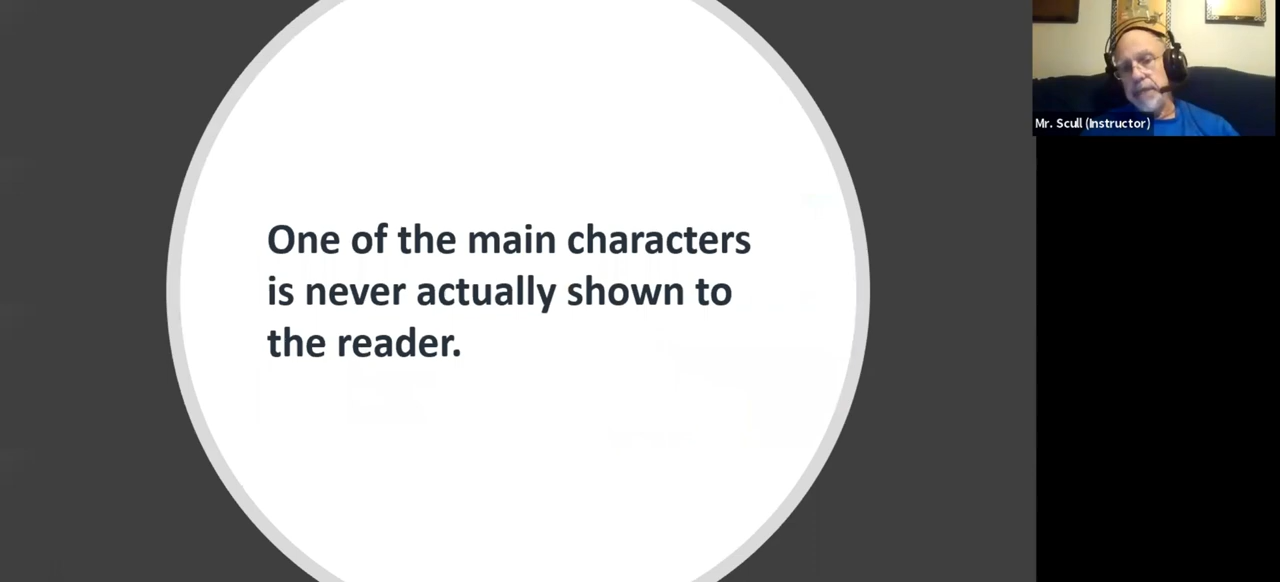 One of the main characters
is never actually shown to
the reader.
Mr. Scull (Instructor)